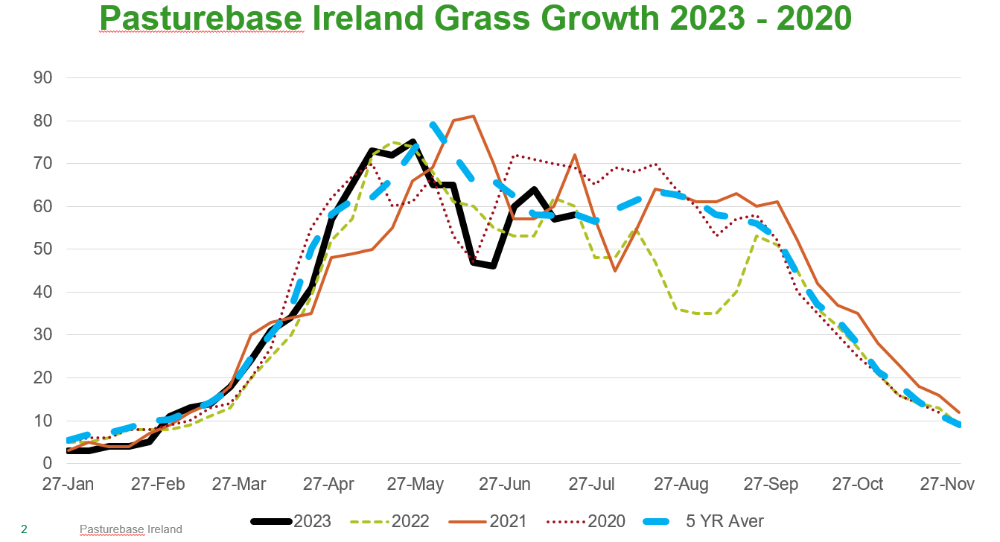 Pasturebase Ireland Grass Growth 2023 - 2020
90
80
70
60
50
40
30
20
10
0
27-Jan 27-Feb 27-Mar 27-Apr 27-May 27-Jun 27-Jul 27-Aug 27-Sep 27-Oct 27-Nov
2023 2022 2021 2020 5 YR Aver
2 Pasturebase Ireland